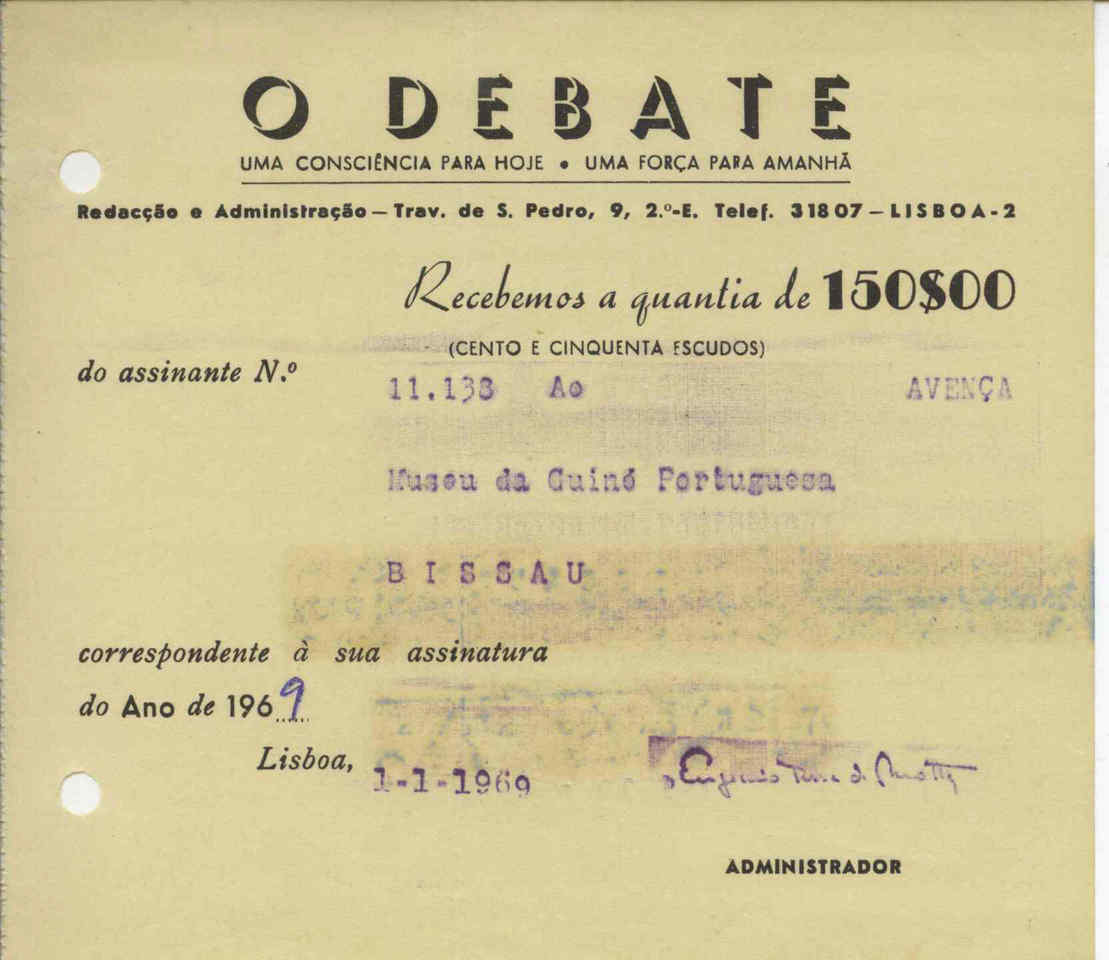 O DEBATE
UMA CONSCIÊNCIA PARA HOJE • UMA FORÇA PARA AMANHÃ
Redacção e Administração — Trav. de S. Pedro, 9, 2.º-E. Telef. 31807 — LISBOA-2
Recebemos a quantia de 150$00
(CENTO E CINQUENTA ESCUDOS)
do assinante N.º
11.138 Ao AVENÇA
Museu da Guiné Portuguesa
BISSAU
correspondente à sua assinatura
do Ano de 1969
Lisboa, 1-1-1969
ADMINISTRADOR